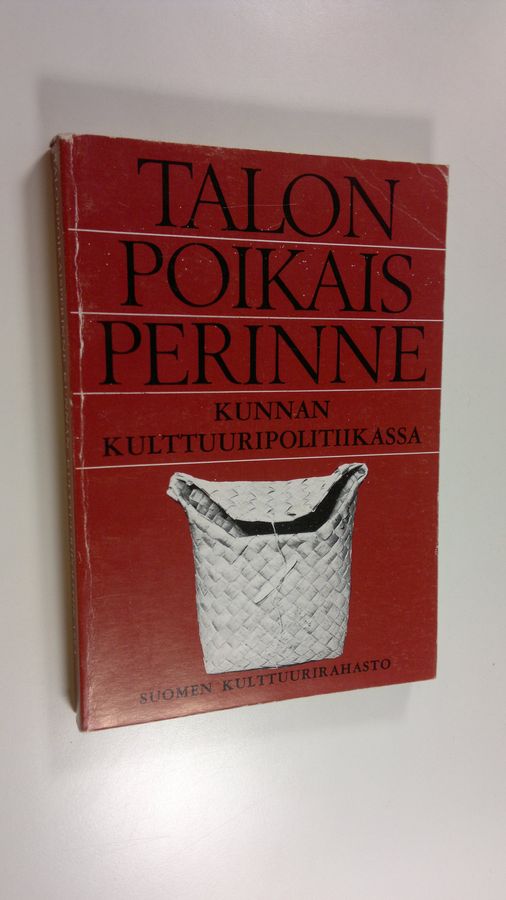 TALON
POIKAIS
PERINNE
KUNNAN
KULTTUURIPOLITIIKASSA
SUOMEN KULTTUURIRAHASTO